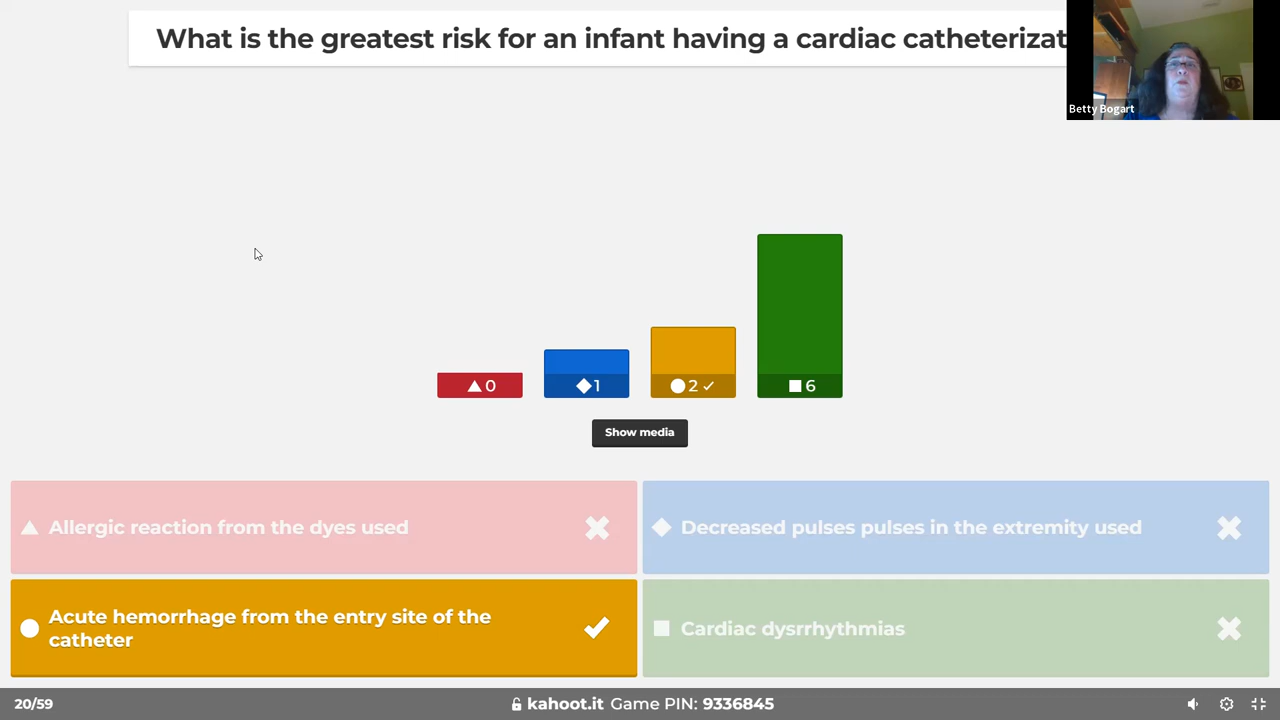 What is the greatest risk for an infant having a cardiac catheterizat
Betty Bogart
0
1
2
6
Show media
Allergic reaction from the dyes used
Decreased pulses pulses in the extremity used
Acute hemorrhage from the entry site of the
catheter
Cardiac dysrrhythmias
20/59
kahoot.it Game PIN: 9336845